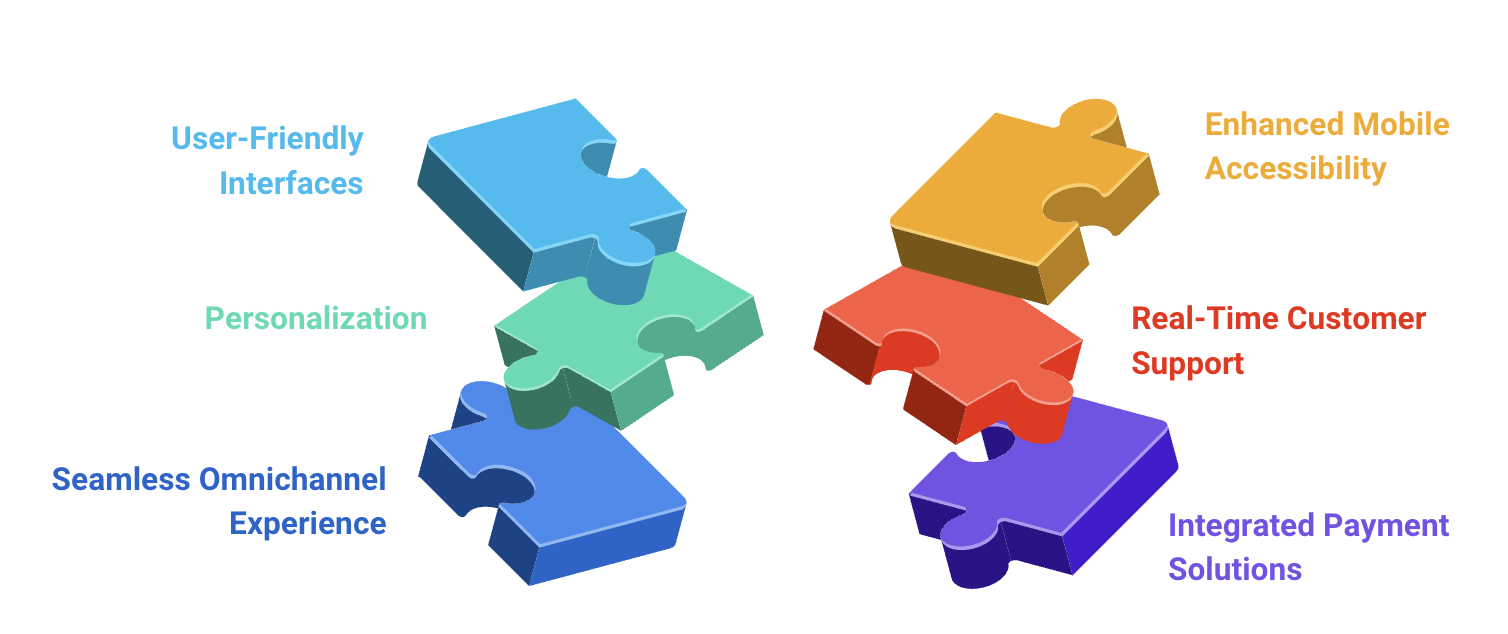 User-Friendly
Interfaces
Personalization
Seamless Omnichannel
Experience
Enhanced Mobile
Accessibility
Real-Time Customer
Support
Integrated Payment
Solutions